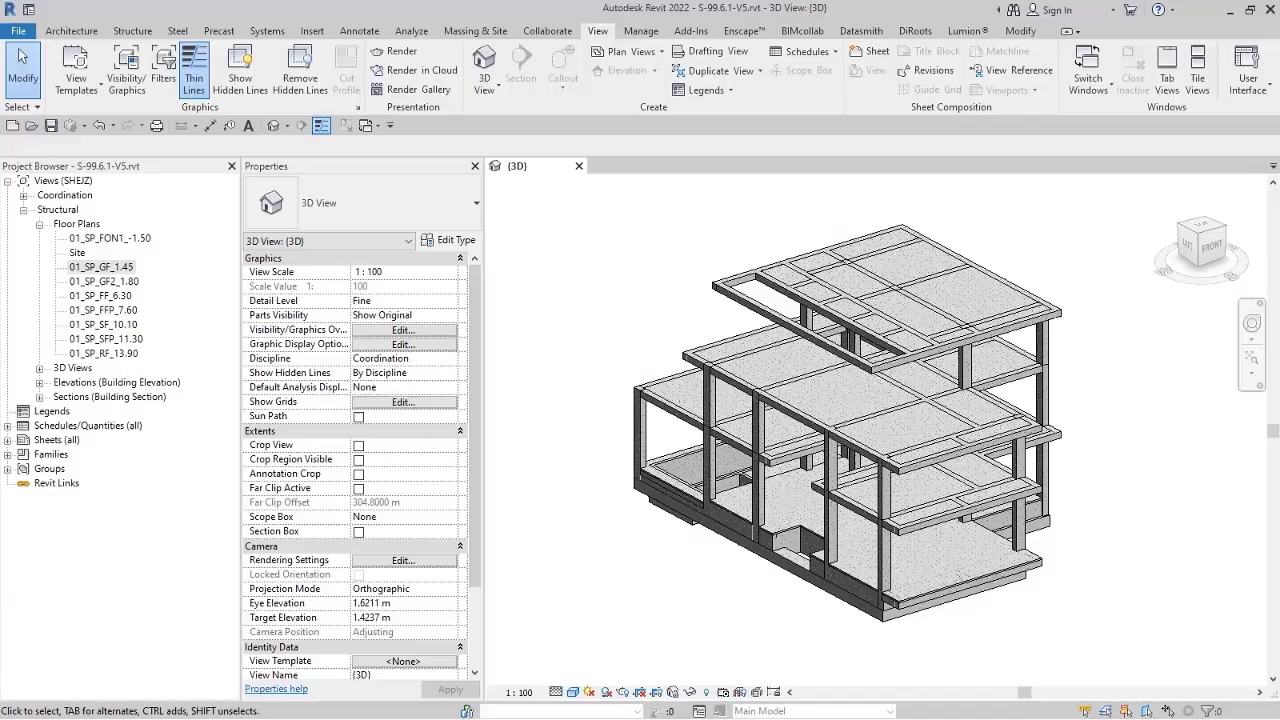 Autodesk Revit 2022 - S-99.6.1-V5.rvt - 3D View: {3D}
Sign In
File Architecture Structure Steel Precast Systems Insert Annotate Analyze Massing & Site Collaborate View Manage Add-Ins Enscape™ BIMcollab Datasmith DiRoots Lumion® Modify
Modify
View Templates
Visibility/ Graphics
Filters
Thin Lines
Show Hidden Lines
Remove Hidden Lines
Cut Profile
Render
Render in Cloud
Render Gallery
3D View
Section
Callout
Plan Views
Elevation
Drafting View
Duplicate View
Legends
Schedules
Scope Box
Sheet
View
Title Block
Revisions
Guide Grid
Matchline
View Reference
Viewports
Switch Windows
Close Inactive
Tab Views
Tile Views
User Interface
Select Graphics Presentation Create Sheet Composition Windows
Project Browser - S-99.6.1-V5.rvt
Views (SHEJZ)
Coordination
Structural
Floor Plans
01_SP_FON1_-1.50
Site
01_SP_GF_1.45
01_SP_GF2_1.80
01_SP_FF_6.30
01_SP_FFP_7.60
01_SP_SF_10.10
01_SP_SFP_11.30
01_SP_RF_13.90
3D Views
Elevations (Building Elevation)
Sections (Building Section)
Legends
Schedules/Quantities (all)
Sheets (all)
Families
Groups
Revit Links
Properties
3D View
3D View: {3D} Edit Type
Graphics
View Scale 1 : 100
Scale Value 1: 100
Detail Level Fine
Parts Visibility Show Original
Visibility/Graphics Ov... Edit...
Graphic Display Optio... Edit...
Discipline Coordination
Show Hidden Lines By Discipline
Default Analysis Displ... None
Show Grids Edit...
Sun Path
Extents
Crop View
Crop Region Visible
Annotation Crop
Far Clip Active
Far Clip Offset 304.8000 m
Scope Box None
Section Box
Camera
Rendering Settings Edit...
Locked Orientation
Projection Mode Orthographic
Eye Elevation 1.6211 m
Target Elevation 1.4237 m
Camera Position Adjusting
Identity Data
View Template <None>
View Name {3D}
Properties help Apply
{3D}
FRONT
1 : 100
Click to select, TAB for alternates, CTRL adds, SHIFT unselects.
:0
Main Model
:0